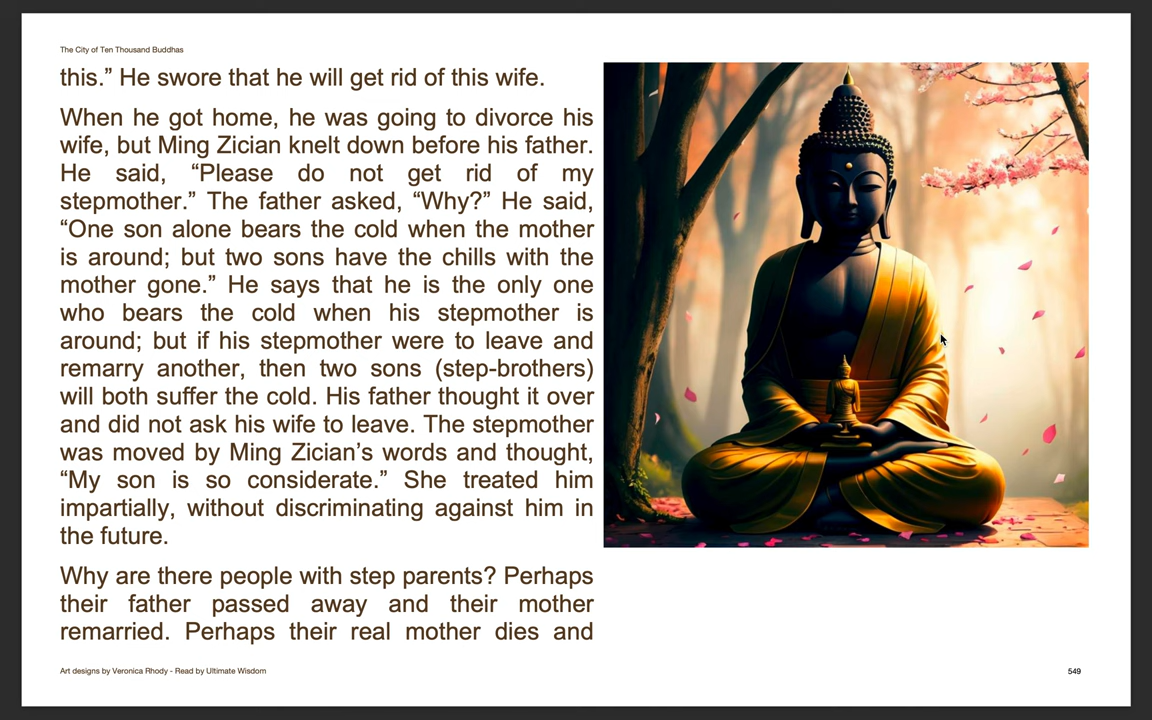 The City of Ten Thousand Buddhas
this.” He swore that he will get rid of this wife.
When he got home, he was going to divorce his
wife, but Ming Zician knelt down before his father.
He said, “Please do not get rid of my
stepmother.” The father asked, “Why?” He said,
“One son alone bears the cold when the mother
is around; but two sons have the chills with the
mother gone.” He says that he is the only one
who bears the cold when his stepmother is
around; but if his stepmother were to leave and
remarry another, then two sons (step-brothers)
will both suffer the cold. His father thought it over
and did not ask his wife to leave. The stepmother
was moved by Ming Zician’s words and thought,
“My son is so considerate.” She treated him
impartially, without discriminating against him in
the future.
Why are there people with step parents? Perhaps
their father passed away and their mother
remarried. Perhaps their real mother dies and
Art designs by Veronica Rhody - Read by Ultimate Wisdom
549